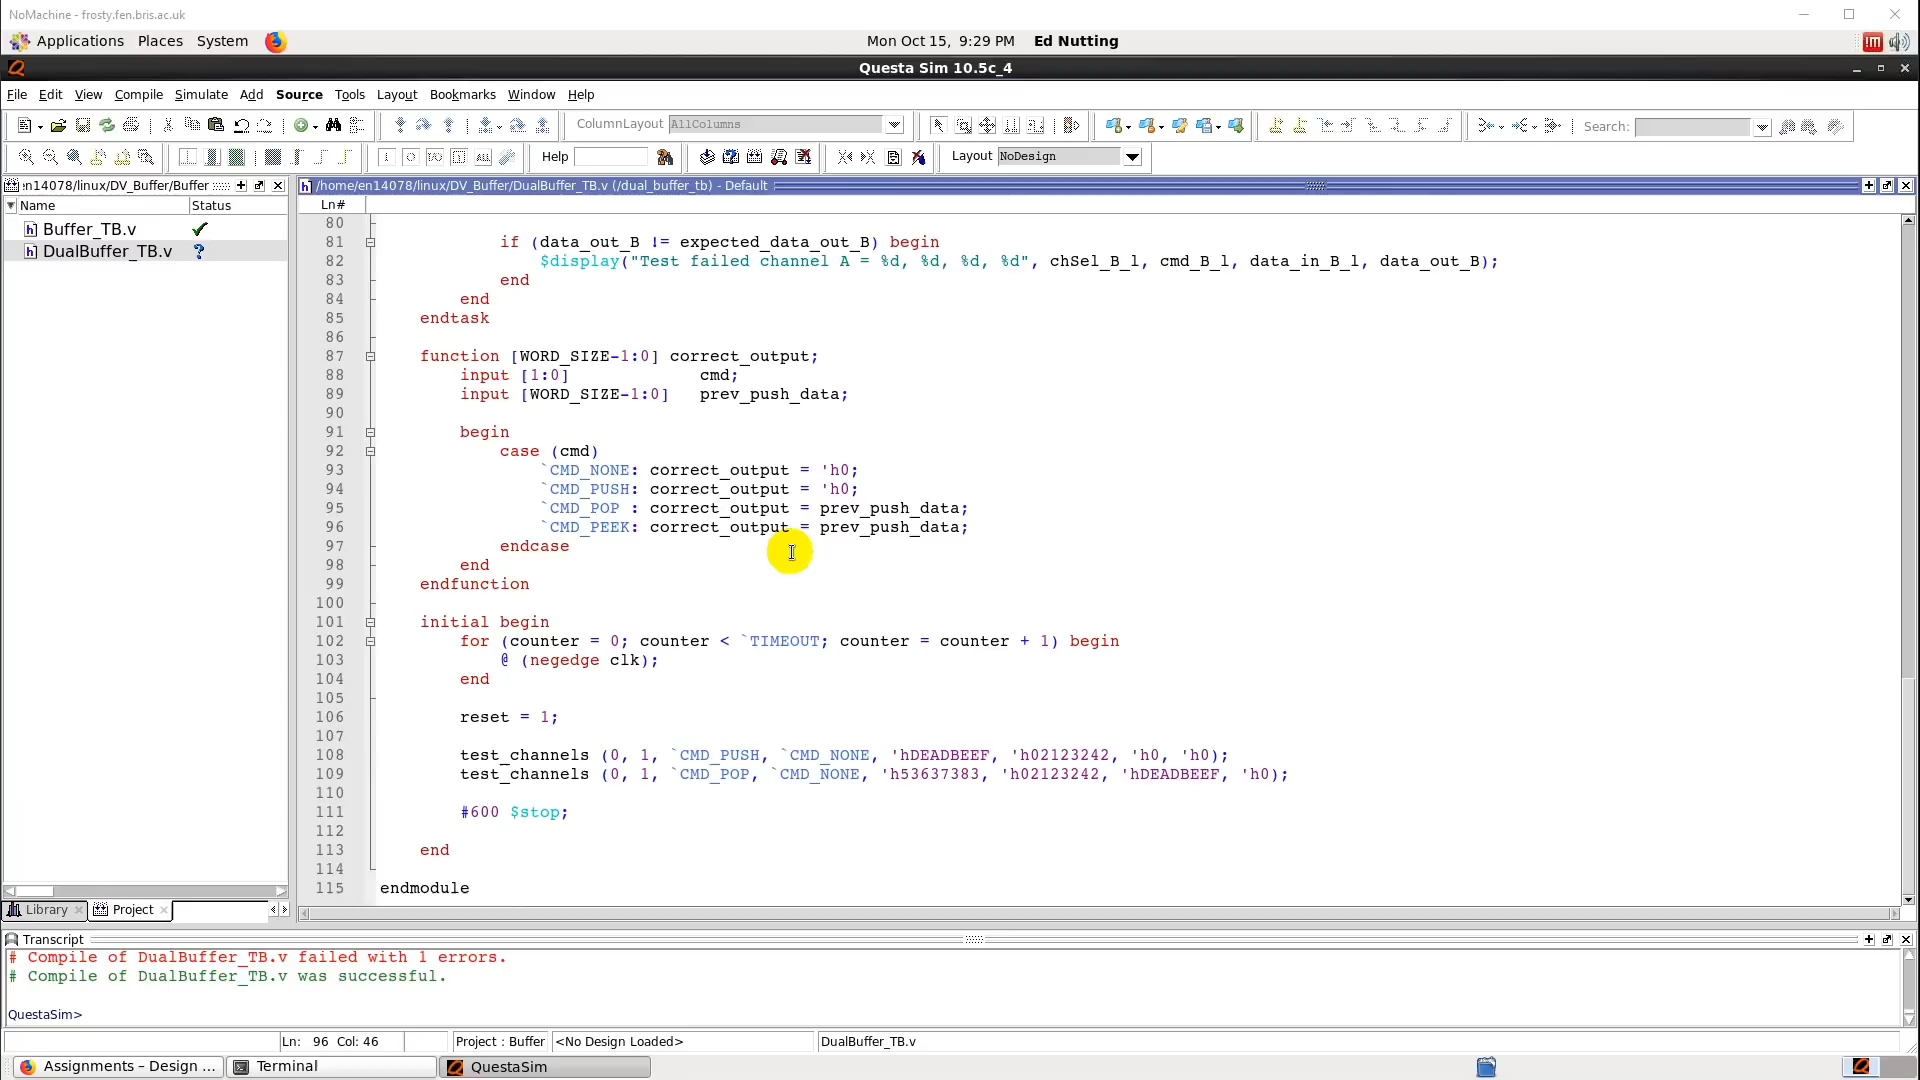 NoMachine - frosty.fen.bris.ac.uk
Applications Places System Mon Oct 15, 9:29 PM Ed Nutting
Questa Sim 10.5c_4
File Edit View Compile Simulate Add Source Tools Layout Bookmarks Window Help
ColumnLayout AllColumns Search:
Help Layout NoDesign
:n14078/linux/DV_Buffer/Buffer
/home/en14078/linux/DV_Buffer/DualBuffer_TB.v (/dual_buffer_tb) - Default
Name Status
Buffer_TB.v
DualBuffer_TB.v
Ln#
80
81 if (data_out_B != expected_data_out_B) begin
82 $display("Test failed channel A = %d, %d, %d, %d", chSel_B_l, cmd_B_l, data_in_B_l, data_out_B);
83 end
84 end
85 endtask
86
87 function [WORD_SIZE-1:0] correct_output;
88 input [1:0] cmd;
89 input [WORD_SIZE-1:0] prev_push_data;
90
91 begin
92 case (cmd)
93 `CMD_NONE: correct_output = 'h0;
94 `CMD_PUSH: correct_output = 'h0;
95 `CMD_POP : correct_output = prev_push_data;
96 `CMD_PEEK: correct_output = prev_push_data;
97 endcase
98 end
99 endfunction
100
101 initial begin
102 for (counter = 0; counter < `TIMEOUT; counter = counter + 1) begin
103 @ (negedge clk);
104 end
105
106 reset = 1;
107
108 test_channels (0, 1, `CMD_PUSH, `CMD_NONE, 'hDEADBEEF, 'h02123242, 'h0, 'h0);
109 test_channels (0, 1, `CMD_POP, `CMD_NONE, 'h53637383, 'h02123242, 'hDEADBEEF, 'h0);
110
111 #600 $stop;
112
113 end
114
115 endmodule
Library Project
Transcript
# Compile of DualBuffer_TB.v failed with 1 errors.
# Compile of DualBuffer_TB.v was successful.
QuestaSim>
Ln: 96 Col: 46 Project : Buffer <No Design Loaded> DualBuffer_TB.v
Assignments – Design ... Terminal QuestaSim